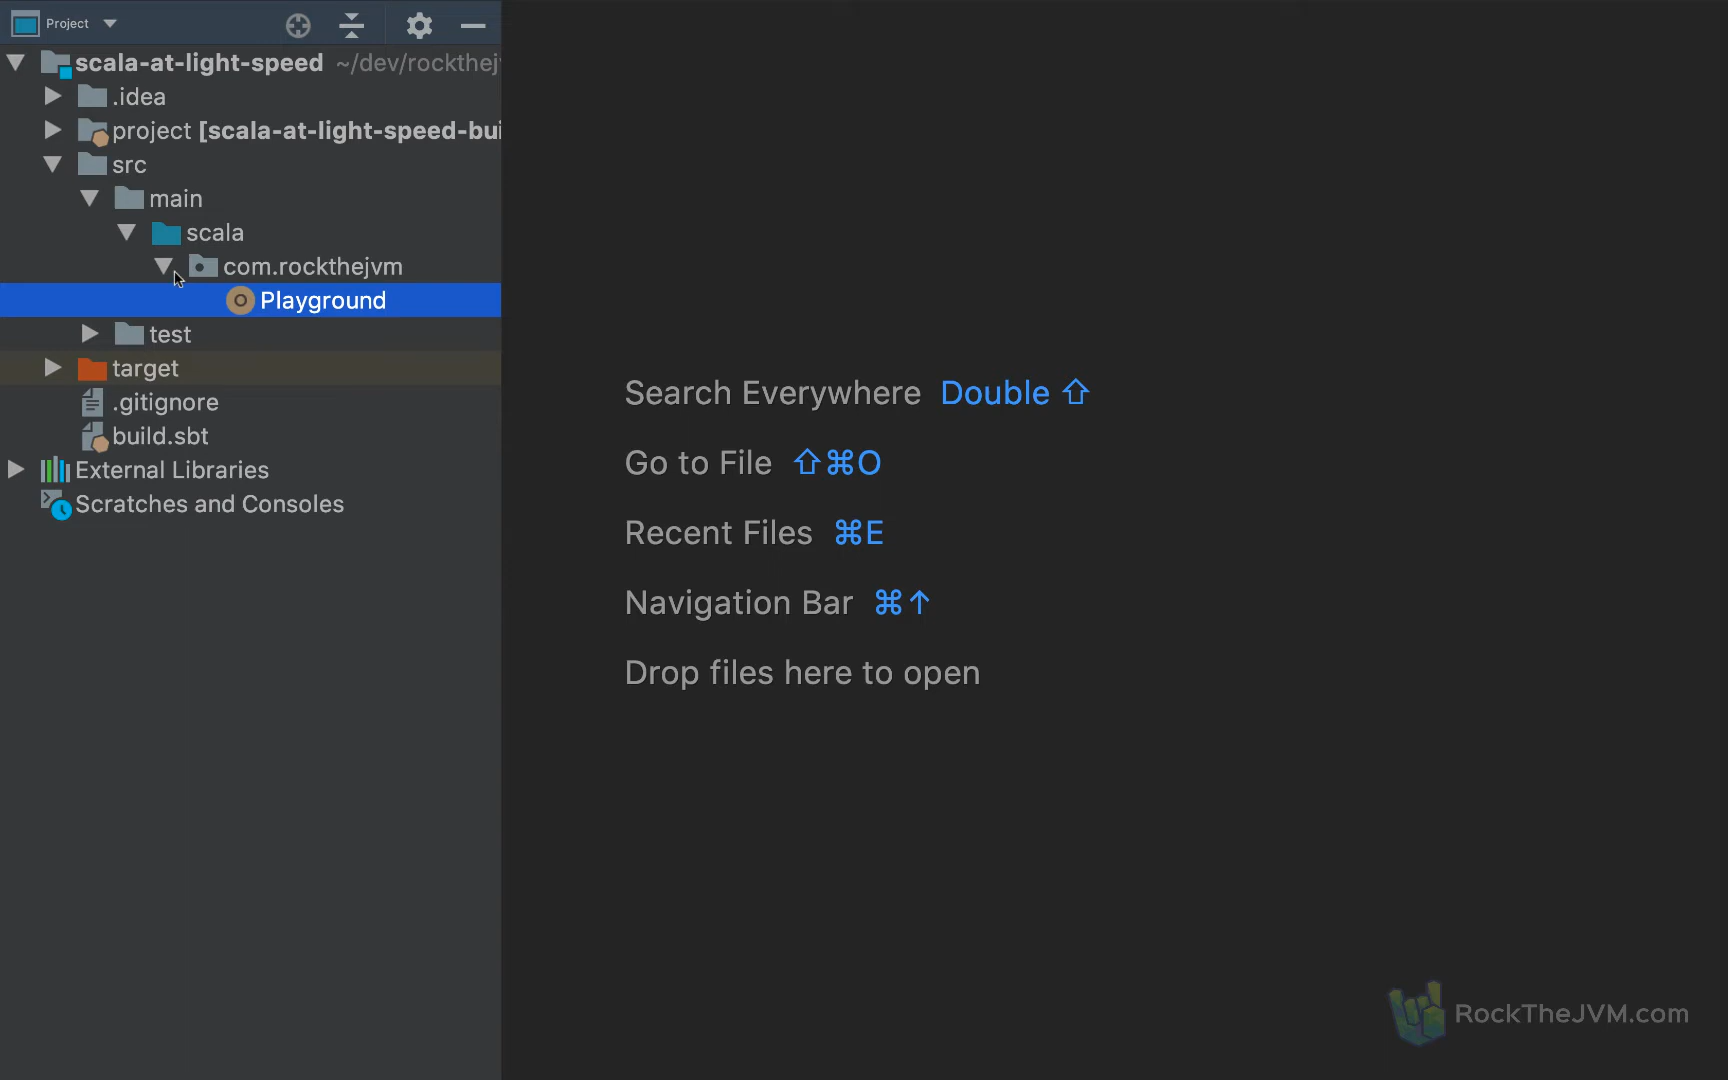 Project
scala-at-light-speed ~/dev/rockthej
.idea
project [scala-at-light-speed-bui
src
main
scala
com.rockthejvm
Playground
test
target
.gitignore
build.sbt
External Libraries
Scratches and Consoles
Search Everywhere Double ⇧
Go to File ⇧⌘O
Recent Files ⌘E
Navigation Bar ⌘↑
Drop files here to open
RockTheJVM.com